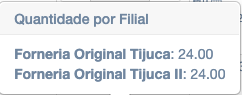 Quantidade por Filial
Forneria Original Tijuca: 24.00
Forneria Original Tijuca II: 24.00